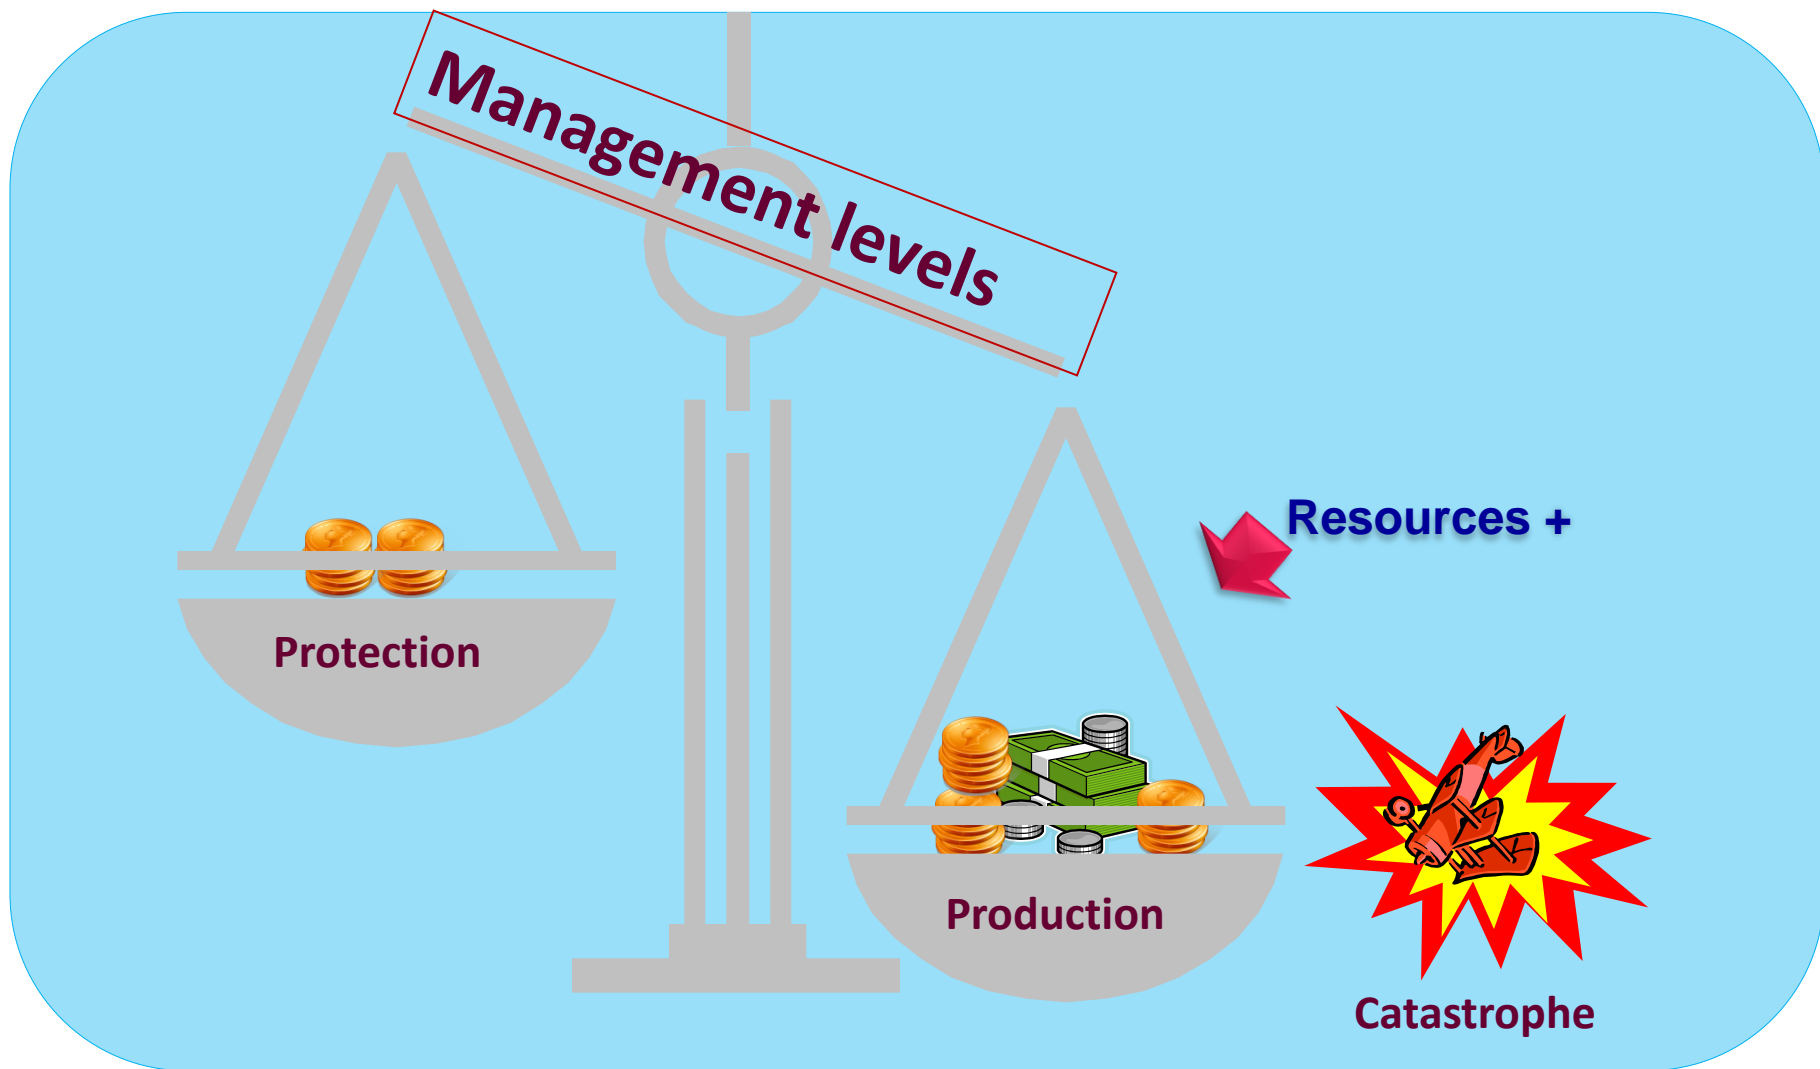 Management levels
Resources +
Protection
Production
Catastrophe